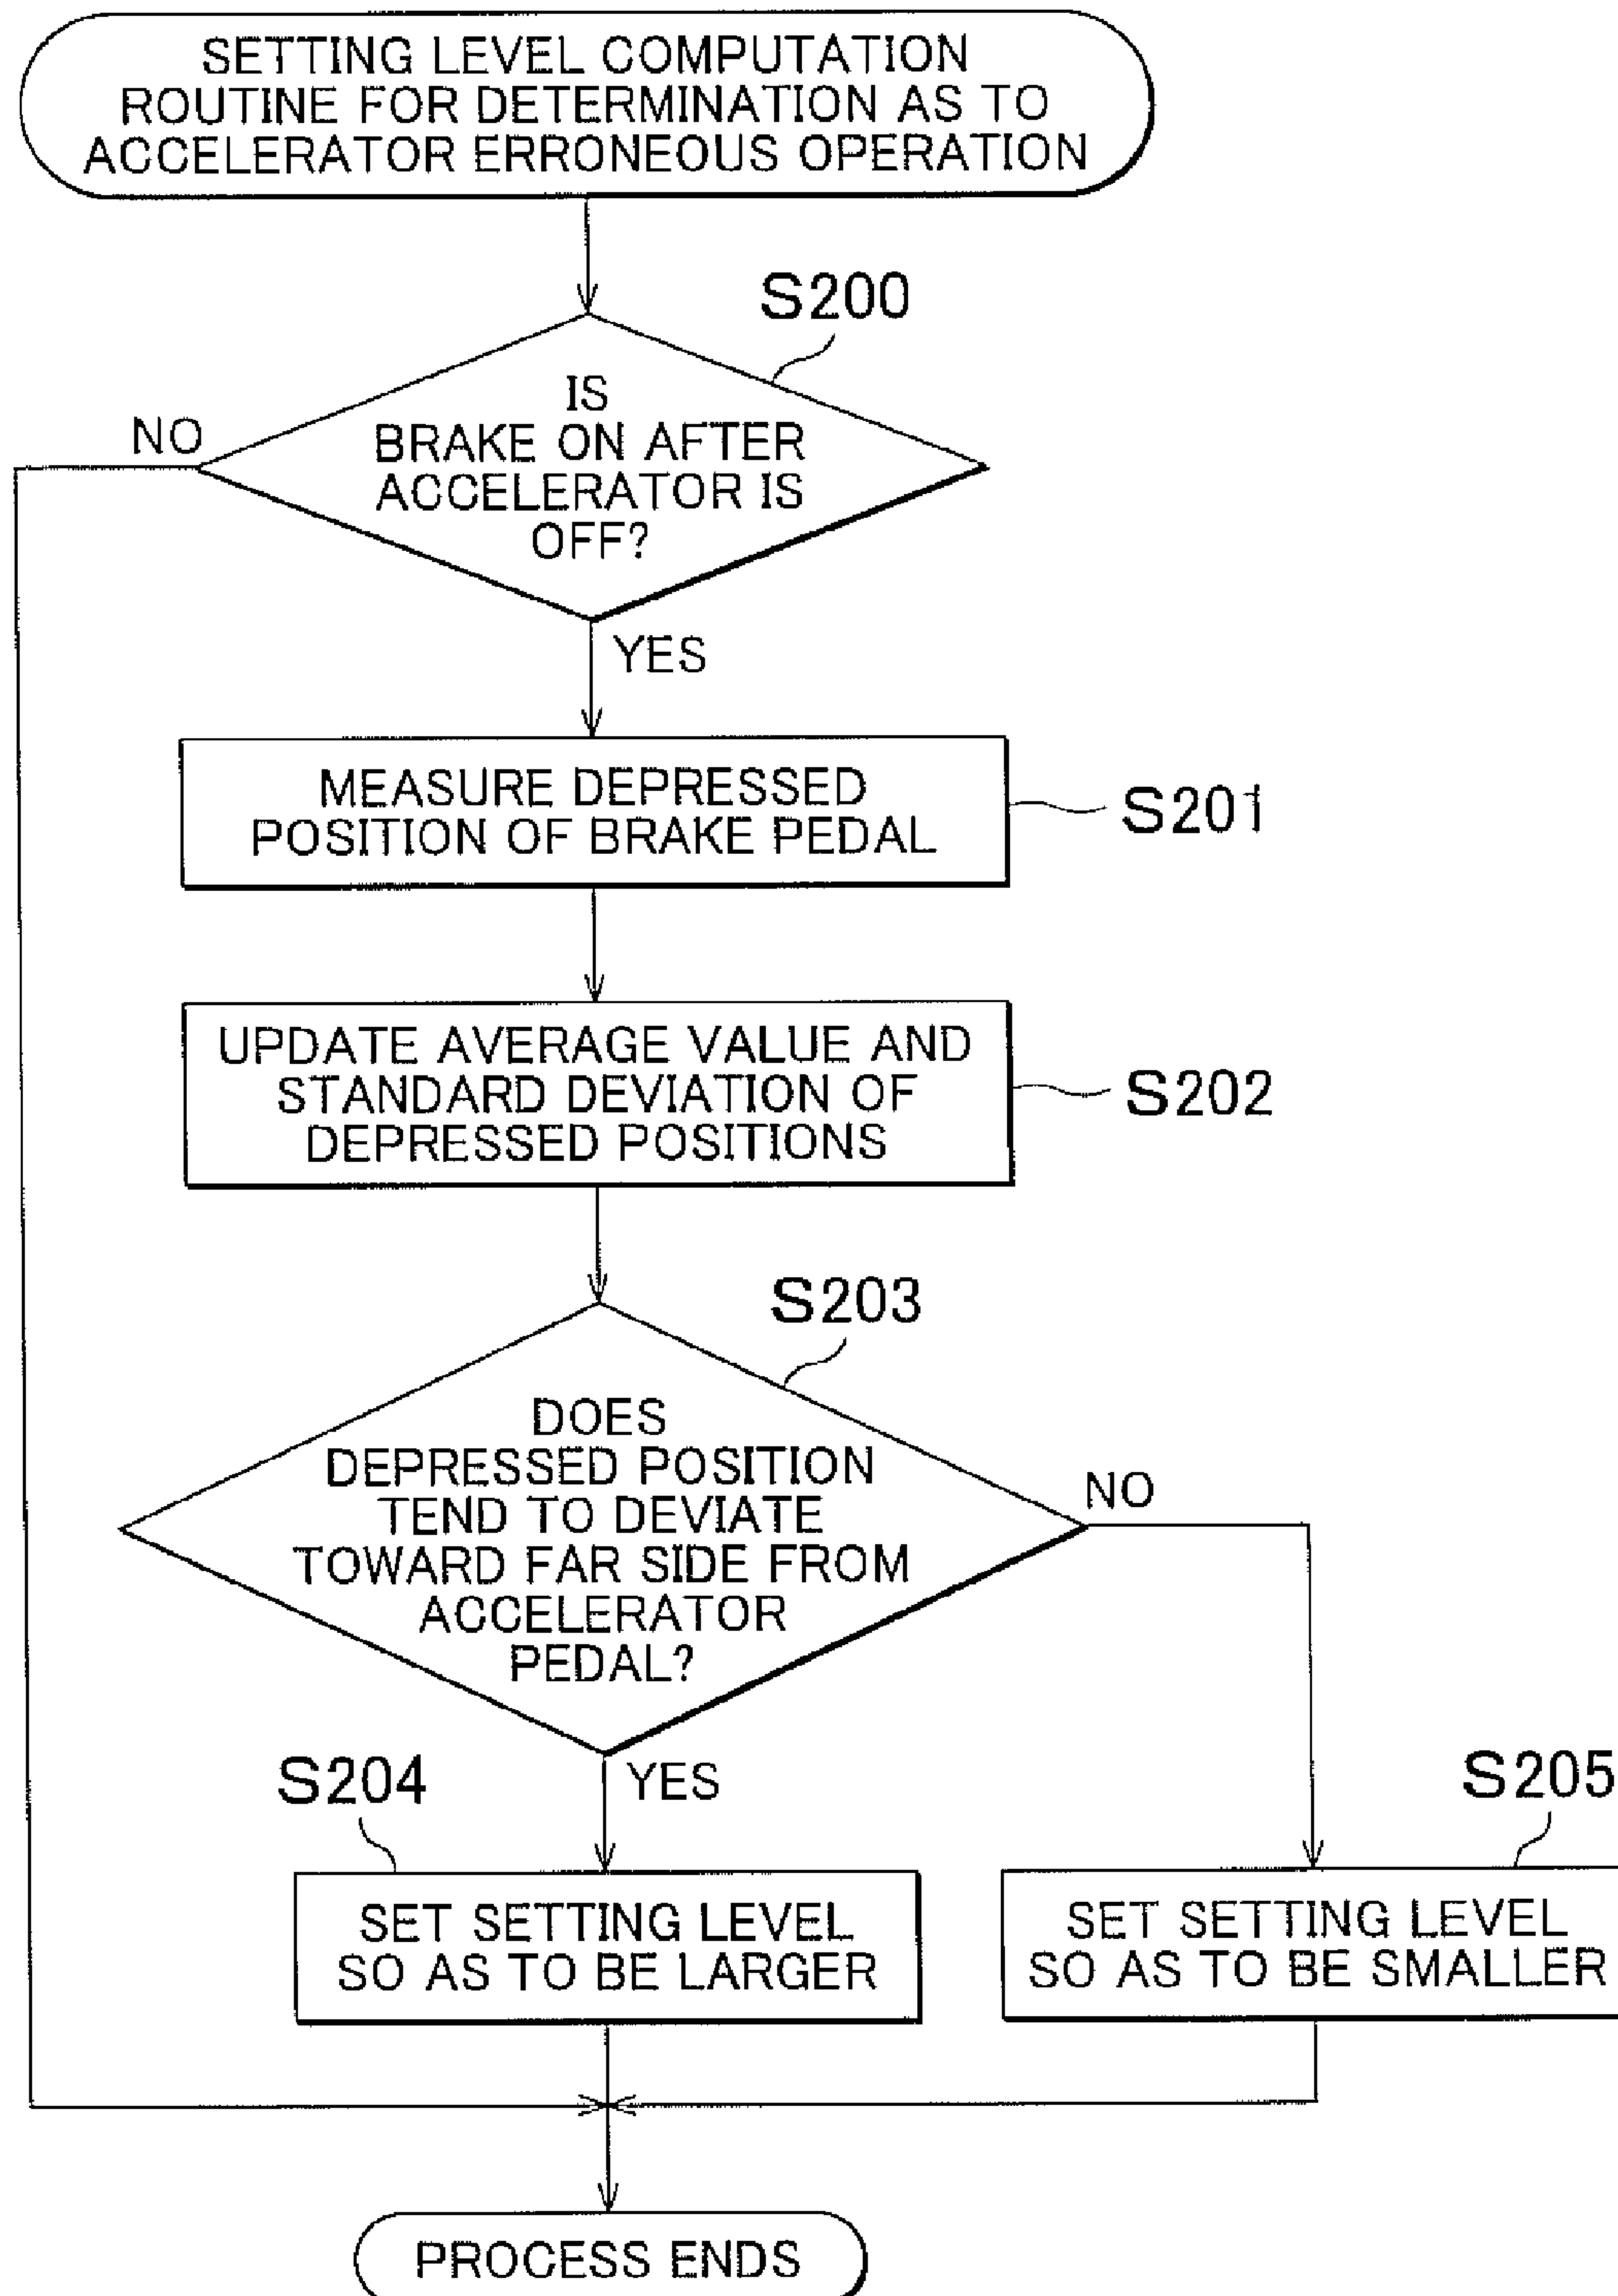 SETTING LEVEL COMPUTATION
ROUTINE FOR DETERMINATION AS TO
ACCELERATOR ERRONEOUS OPERATION
S200
IS
BRAKE ON AFTER
ACCELERATOR IS
OFF?
NO
YES
MEASURE DEPRESSED
POSITION OF BRAKE PEDAL
S201
UPDATE AVERAGE VALUE AND
STANDARD DEVIATION OF
DEPRESSED POSITIONS
S202
S203
DOES
DEPRESSED POSITION
TEND TO DEVIATE
TOWARD FAR SIDE FROM
ACCELERATOR
PEDAL?
NO
YES
S204
SET SETTING LEVEL
SO AS TO BE LARGER
S205
SET SETTING LEVEL
SO AS TO BE SMALLER
PROCESS ENDS